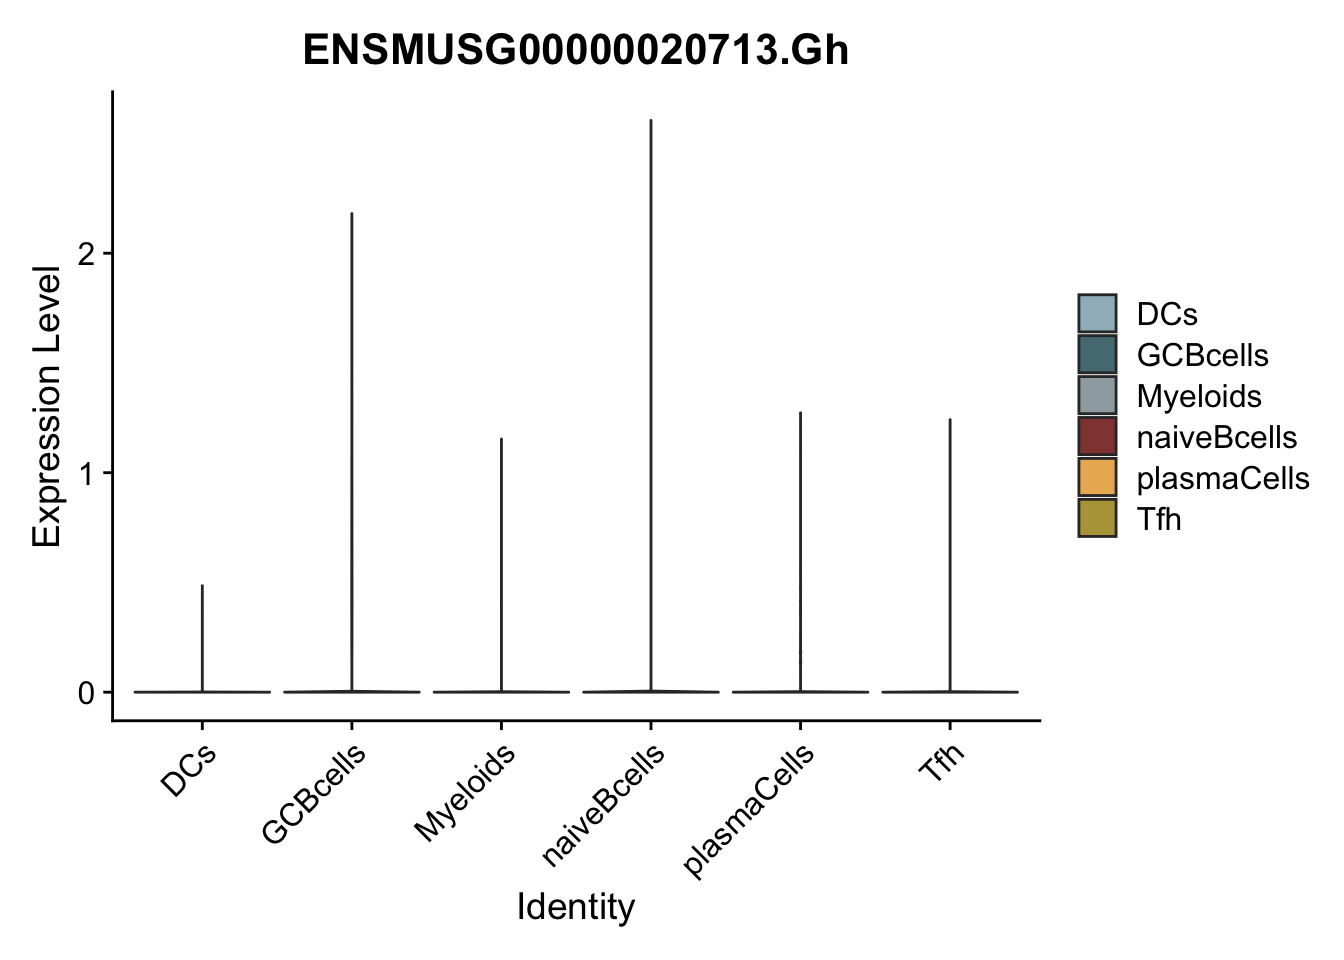 ENSMUSG00000020713.Gh
Expression Level
2
1
0
DCs
GCBcells
Myeloids
naiveBcells
plasmaCells
Tfh
Identity
DCs
GCBcells
Myeloids
naiveBcells
plasmaCells
Tfh